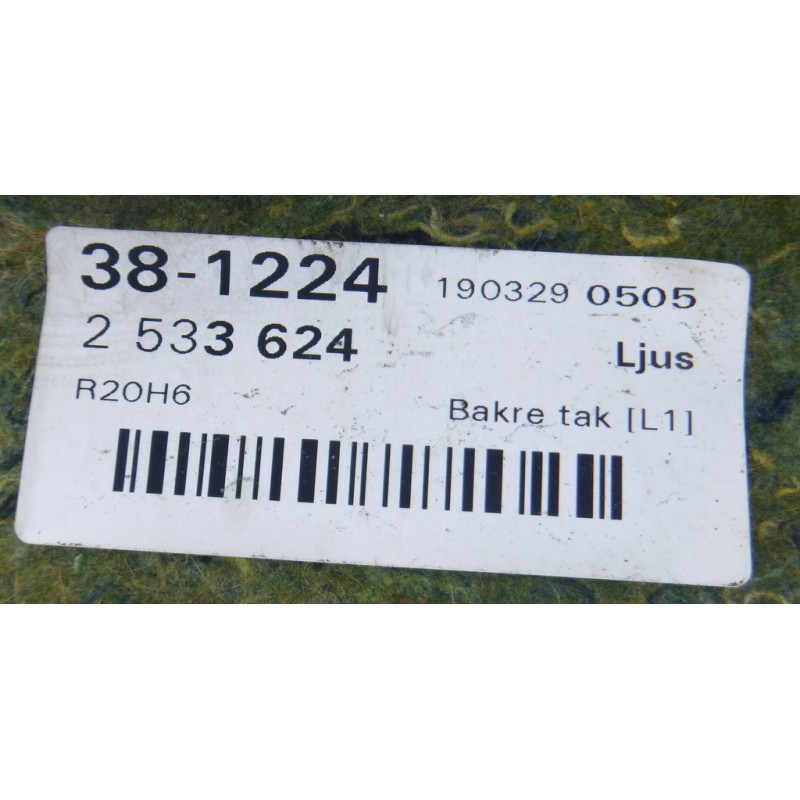 38-1224 190329 0505
2 533 624 Ljus
R20H6 Bakre tak [L1]